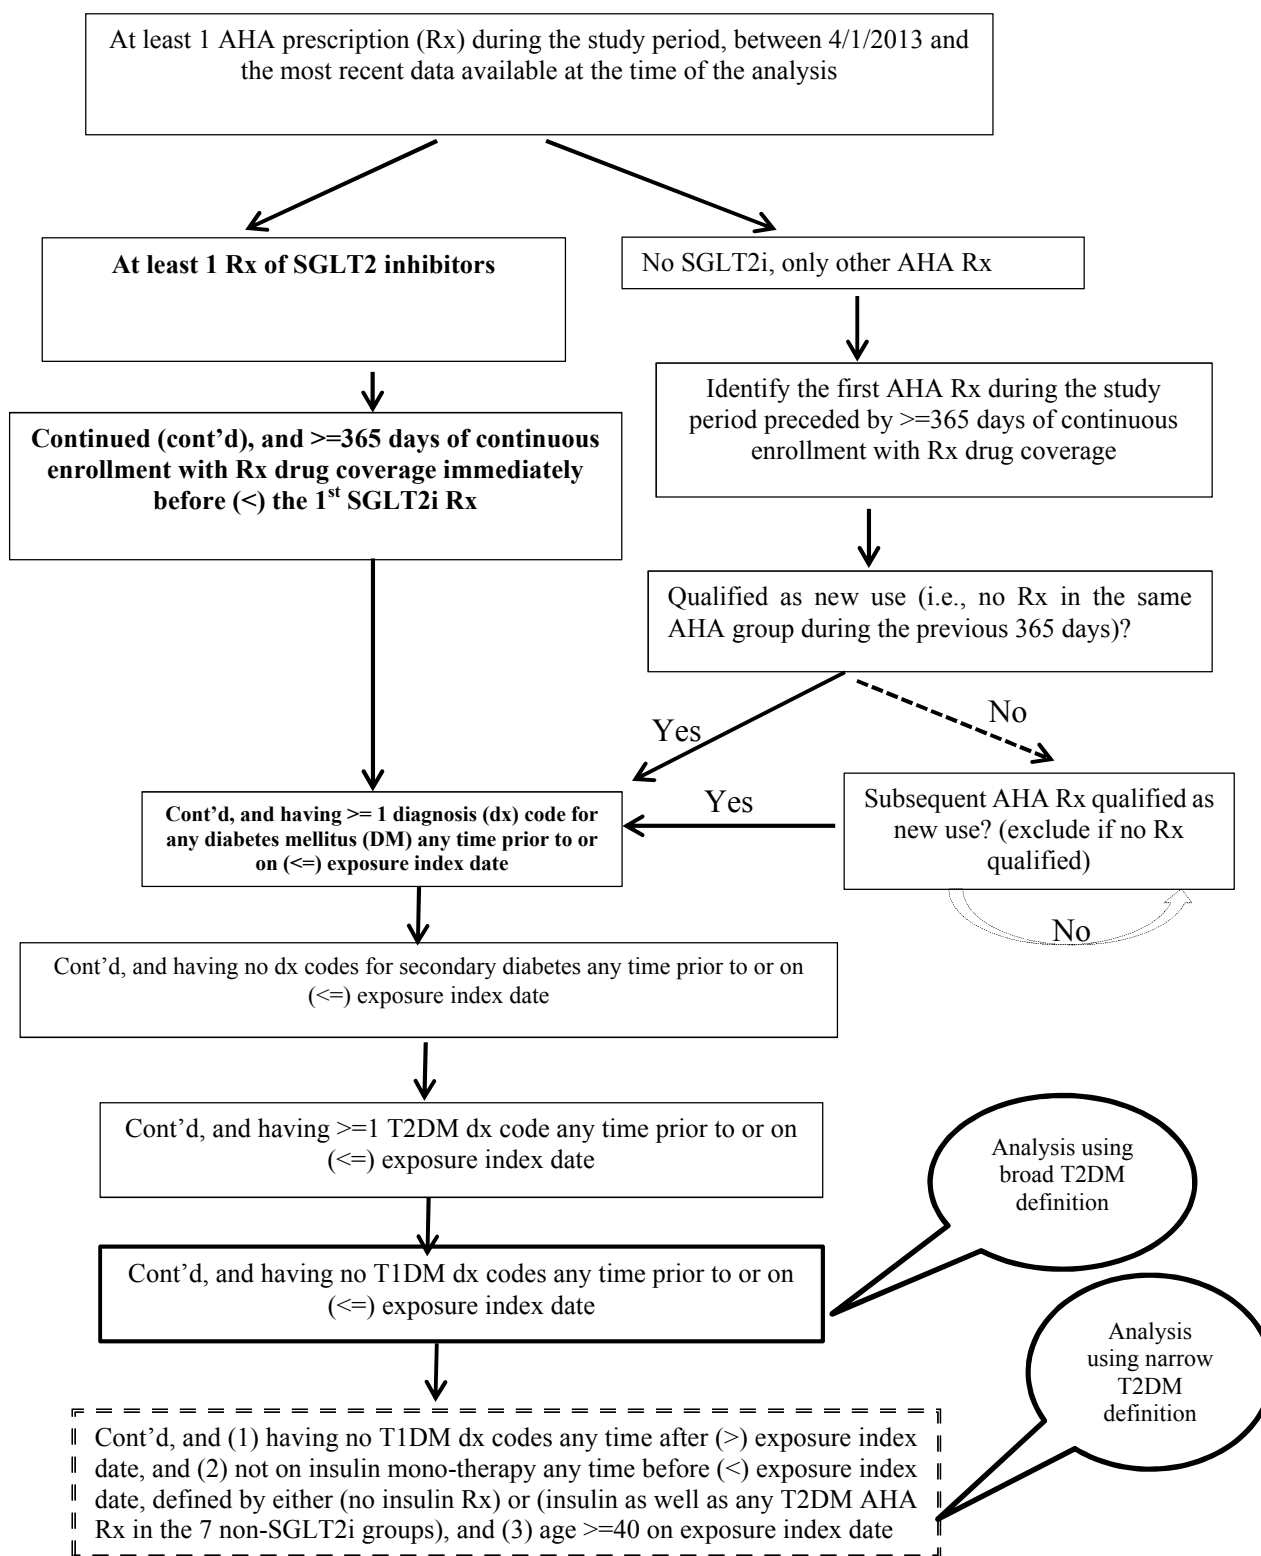 At least 1 AHA prescription (Rx) during the study period, between 4/1/2013 and
the most recent data available at the time of the analysis
At least 1 Rx of SGLT2 inhibitors
No SGLT2i, only other AHA Rx
Identify the first AHA Rx during the study
period preceded by >=365 days of continuous
enrollment with Rx drug coverage
Continued (cont’d), and >=365 days of continuous
enrollment with Rx drug coverage immediately
before (<) the 1st SGLT2i Rx
Qualified as new use (i.e., no Rx in the same
AHA group during the previous 365 days)?
Yes
No
Cont’d, and having >= 1 diagnosis (dx) code for
any diabetes mellitus (DM) any time prior to or
on (<=) exposure index date
Yes
Subsequent AHA Rx qualified as
new use? (exclude if no Rx
qualified)
No
Cont’d, and having no dx codes for secondary diabetes any time prior to or on
(<=) exposure index date
Cont’d, and having >=1 T2DM dx code any time prior to or on
(<=) exposure index date
Analysis using
broad T2DM
definition
Cont’d, and having no T1DM dx codes any time prior to or on
(<=) exposure index date
Analysis
using narrow
T2DM
definition
Cont’d, and (1) having no T1DM dx codes any time after (>) exposure index
date, and (2) not on insulin mono-therapy any time before (<) exposure index
date, defined by either (no insulin Rx) or (insulin as well as any T2DM AHA
Rx in the 7 non-SGLT2i groups), and (3) age >=40 on exposure index date